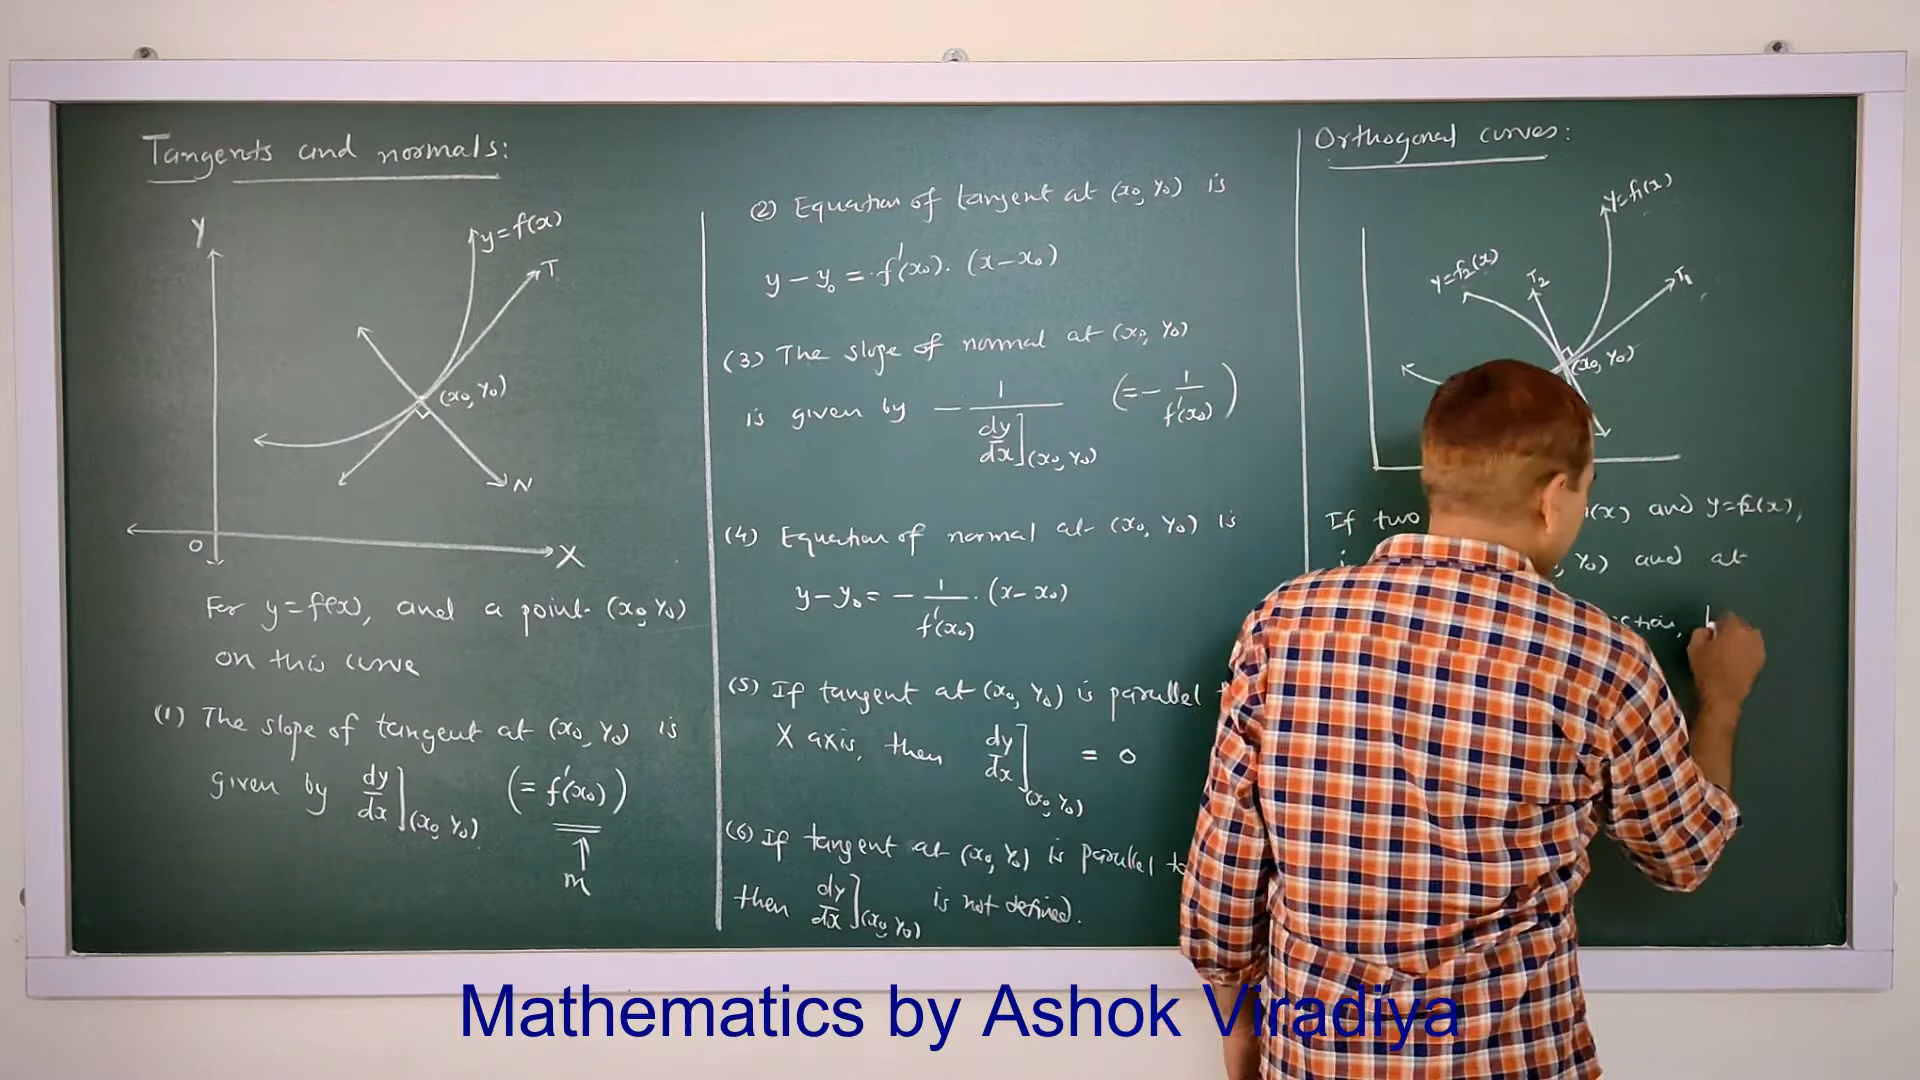 Tangents and normals:
Y
y=f(x)
T
(x₀, y₀)
N
O
X
For y=f(x), and a point (x₀, y₀)
on this curve
(1) The slope of tangent at (x₀, y₀) is
given by dy/dx](x₀, y₀) (= f'(x₀))
↑
m
(2) Equation of tangent at (x₀, y₀) is
y - y₀ = f'(x₀). (x - x₀)
(3) The slope of normal at (x₀, y₀)
is given by - 1/(dy/dx](x₀, y₀)) (= - 1/f'(x₀))
(4) Equation of normal at (x₀, y₀) is
y - y₀ = - 1/f'(x₀) . (x - x₀)
(5) If tangent at (x₀, y₀) is parallel
X axis, then dy/dx](x₀, y₀) = 0
(6) If tangent at (x₀, y₀) is parallel to
then dy/dx](x₀, y₀) is not defined.
Orthogonal curves:
y=f₁(x)
y=f₂(x)
T₂
T₁
(x₀, y₀)
If two (x) and y=f₂(x),
y₀) and at
Mathematics by Ashok Viradiya